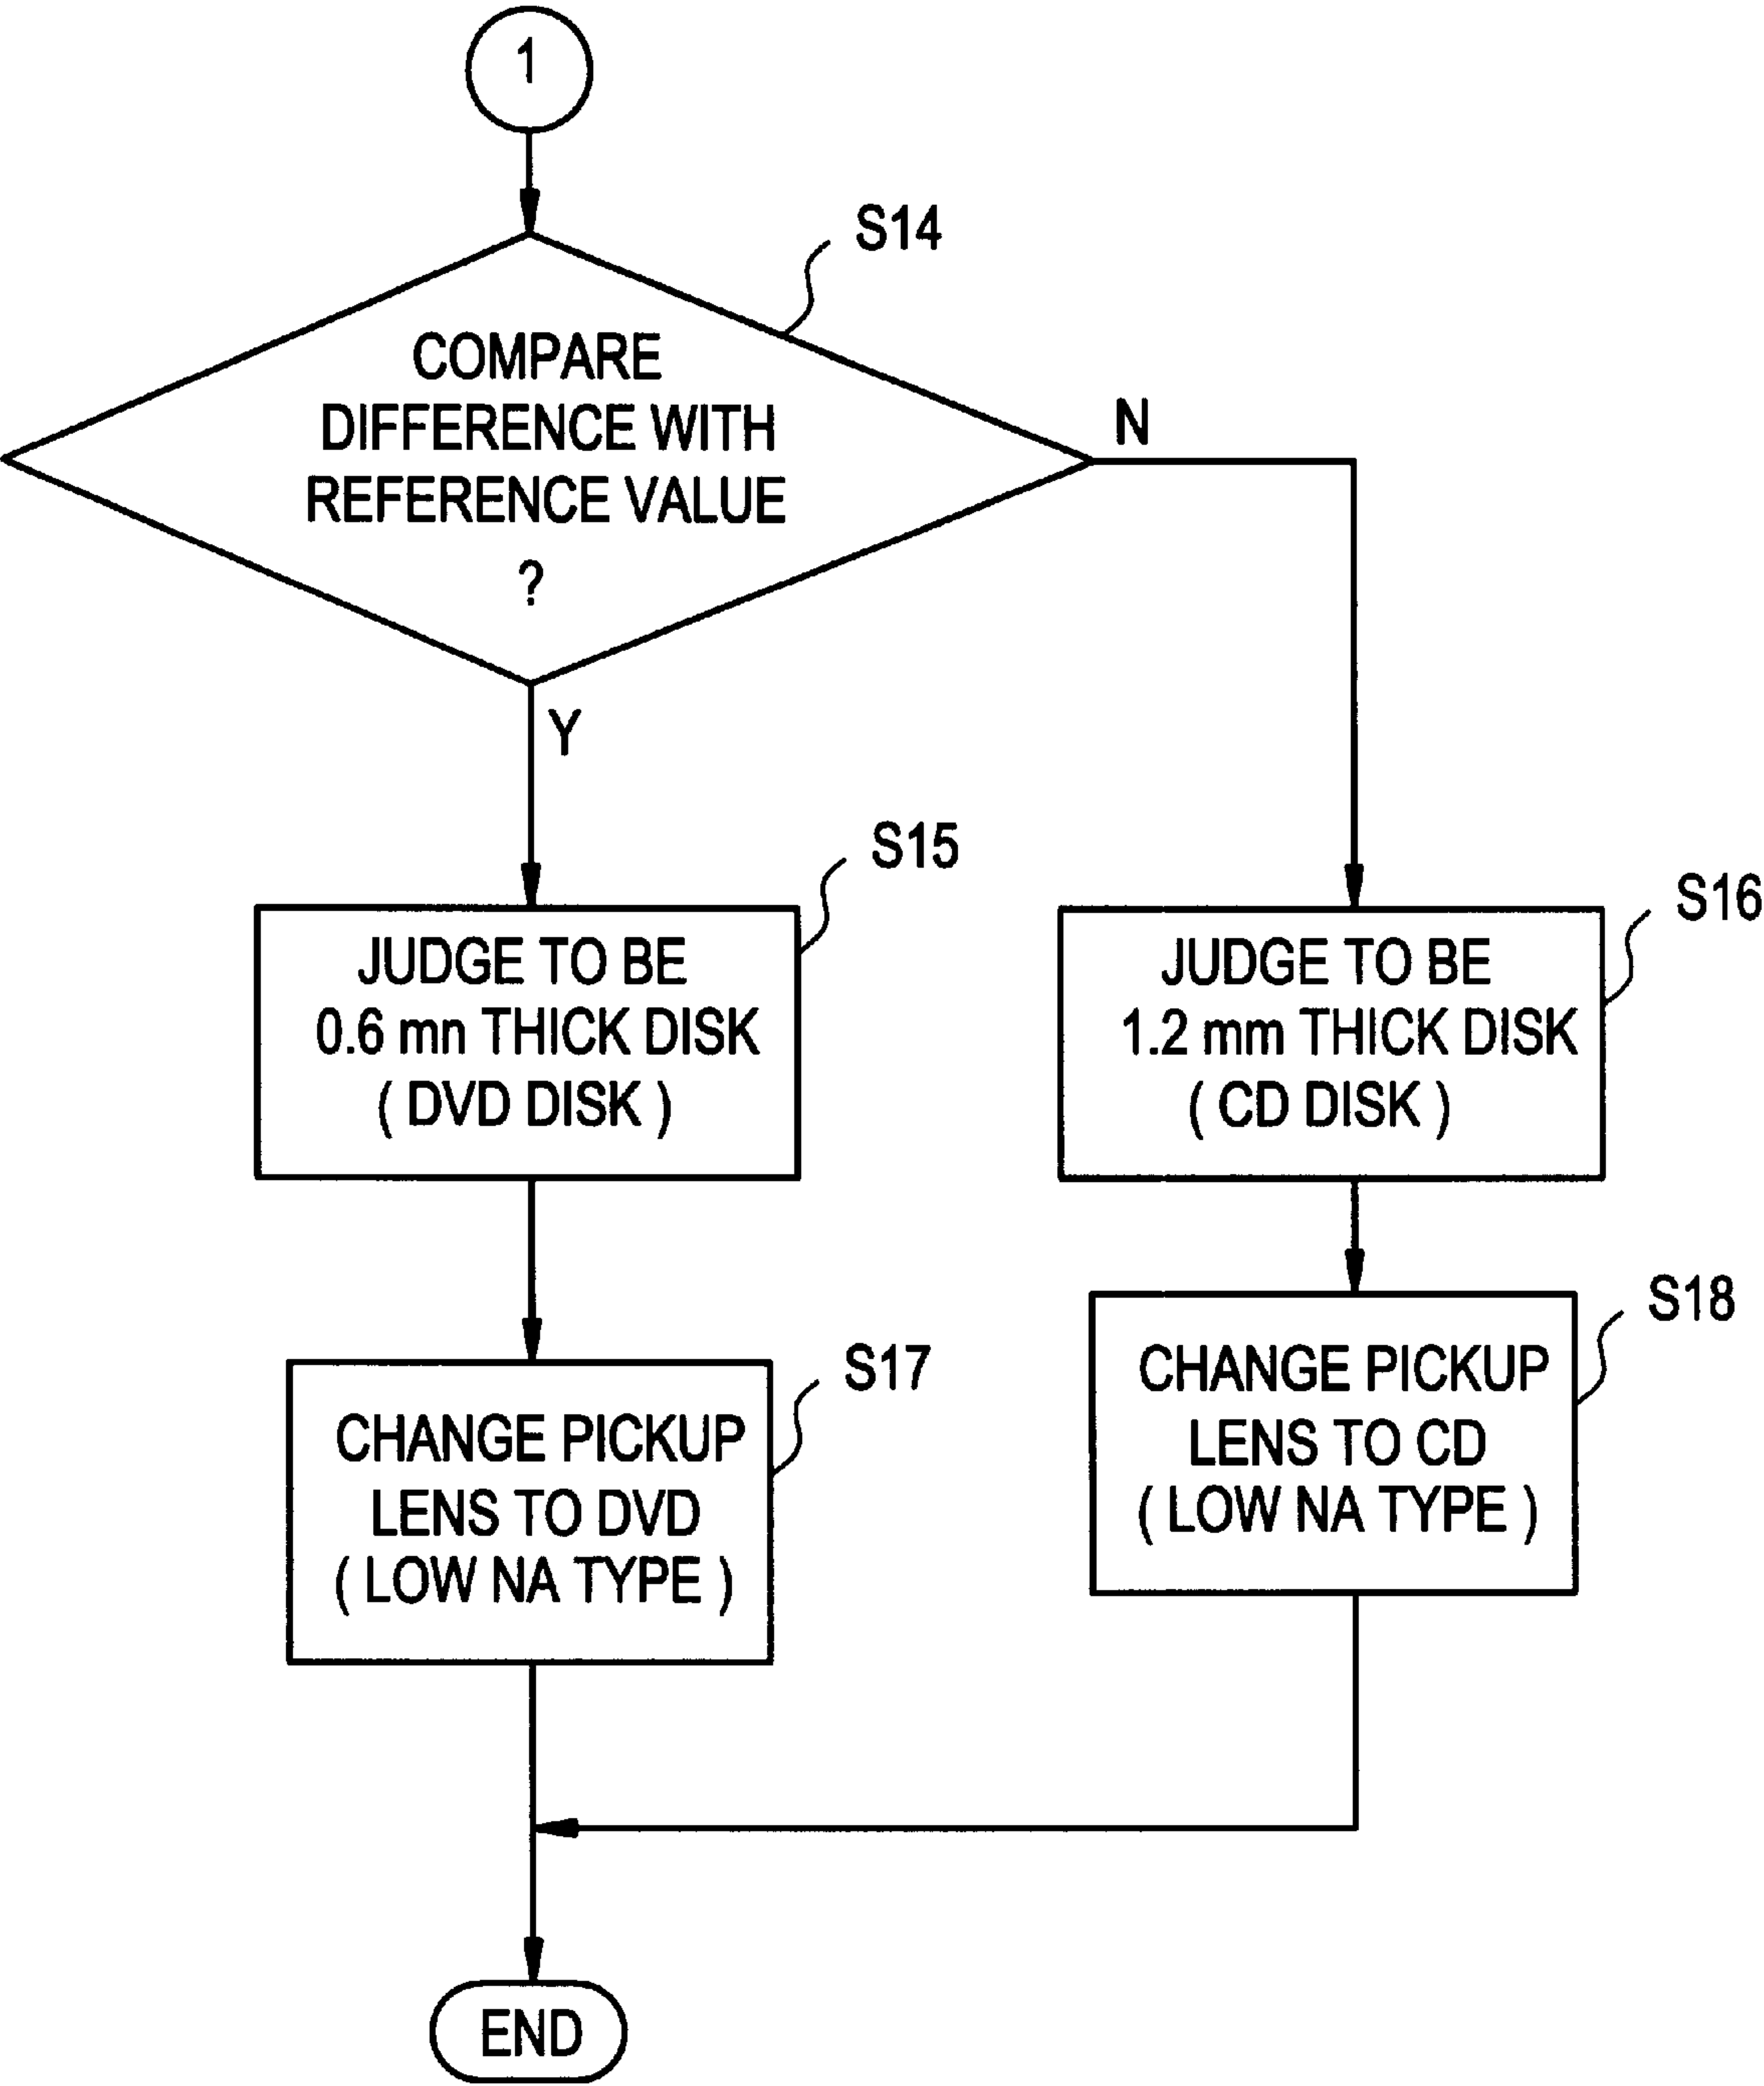 1
S14
COMPARE
DIFFERENCE WITH
REFERENCE VALUE
?
N
Y
S15
JUDGE TO BE
0.6 mn THICK DISK
( DVD DISK )
S16
JUDGE TO BE
1.2 mm THICK DISK
( CD DISK )
S17
CHANGE PICKUP
LENS TO DVD
( LOW NA TYPE )
S18
CHANGE PICKUP
LENS TO CD
( LOW NA TYPE )
END